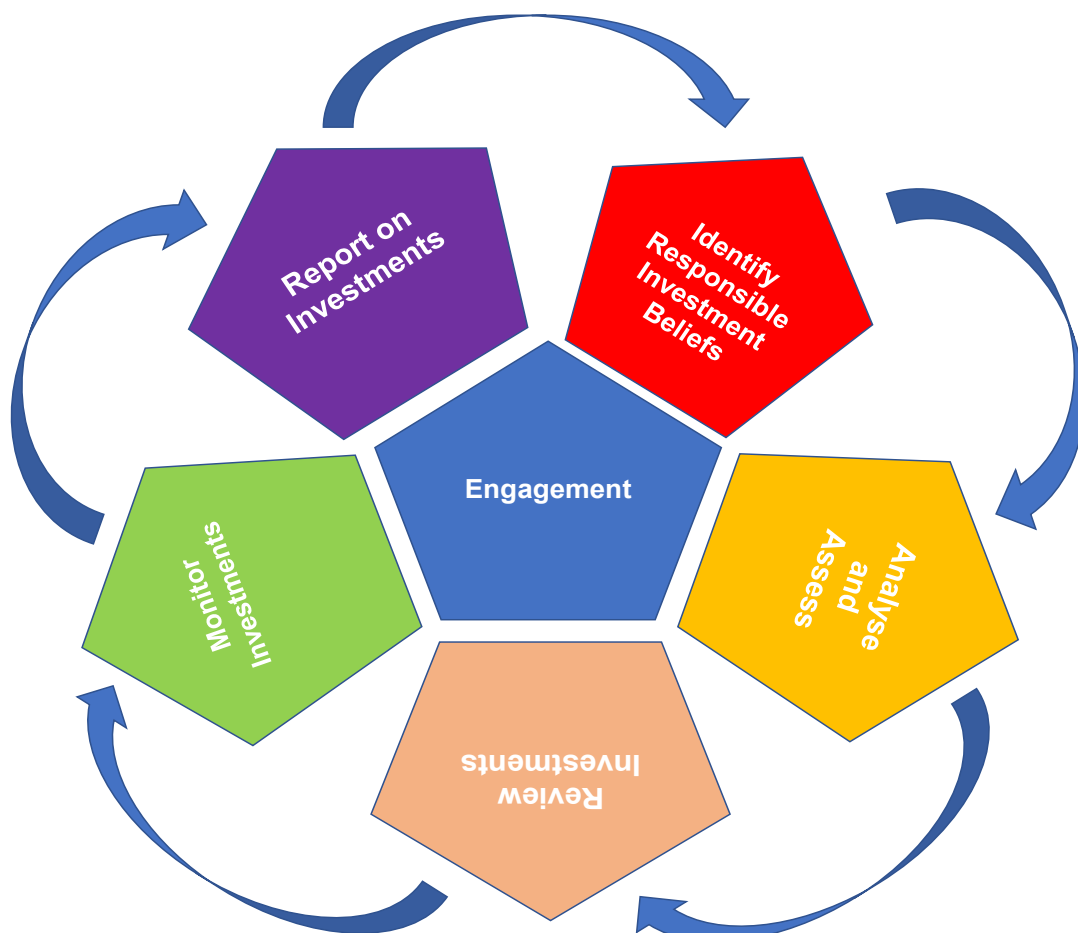 Report on
Investments
Identify
Responsible
Investment
Beliefs
Engagement
Analyse
and
Assess
Review
Investments
Monitor
Investments